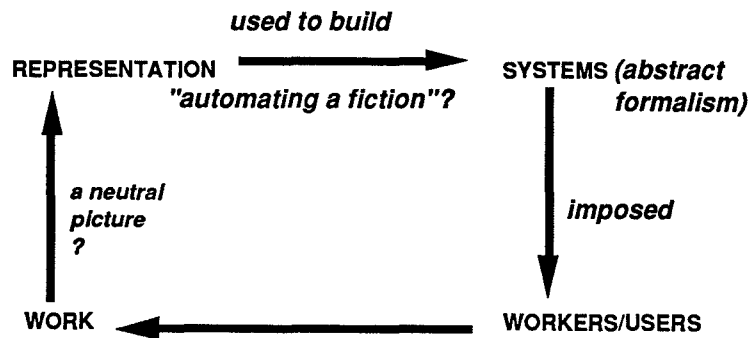 used to build
REPRESENTATION
SYSTEMS (abstract
formalism)
"automating a fiction"?
a neutral
picture
?
imposed
WORK
WORKERS/USERS